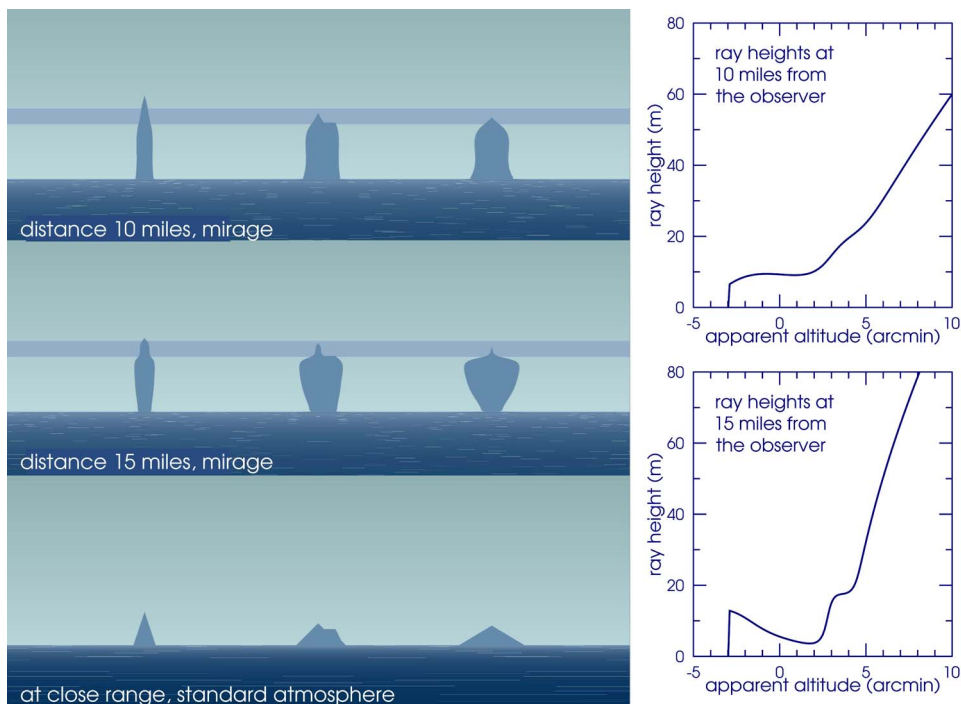 distance 10 miles, mirage
distance 15 miles, mirage
at close range, standard atmosphere
80
60
40
20
0
ray height (m)
ray heights at
10 miles from
the observer
-5
0
5
10
apparent altitude (arcmin)
80
60
40
20
0
ray height (m)
ray heights at
15 miles from
the observer
-5
0
5
10
apparent altitude (arcmin)